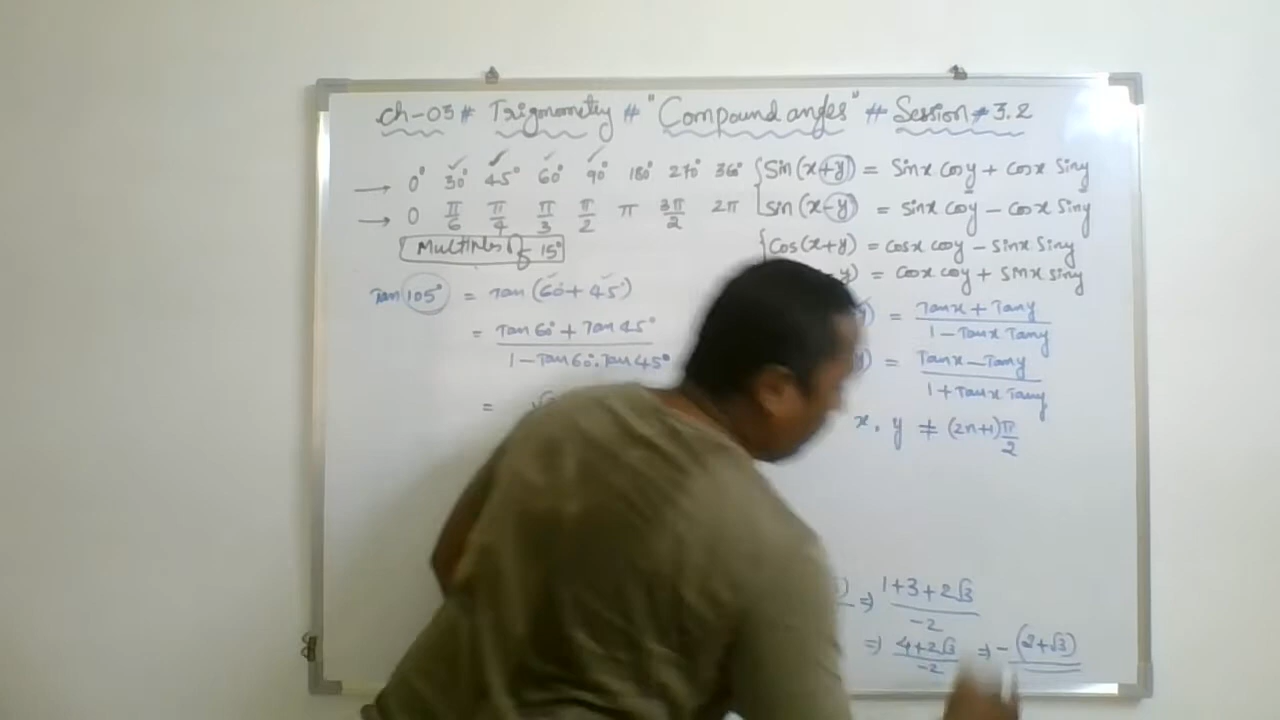 Ch-03 # Trigonometry # "Compound angles" # Session # 3.2
→ 0° 30° 45° 60° 90° 180° 270° 360°
→ 0 π/6 π/4 π/3 π/2 π 3π/2 2π
Multiples of 15°
Tan 105° = Tan (60 + 45°)
= Tan 60° + Tan 45° / 1 - Tan 60°. Tan 45°
=
Sin(x+y) = Sinx Cosy + Cosx Siny
Sin(x-y) = Sinx Cosy - Cosx Siny
Cos(x+y) = Cosx Cosy - Sinx Siny
y) = Cosx Cosy + Sinx Siny
) = Tanx + Tany / 1 - Tanx Tany
) = Tanx - Tany / 1 + Tanx Tany
x, y ≠ (2n+1) π/2
⇒ 1+3+2√3 / -2
⇒ 4+2√3 / -2 ⇒ -(2+√3)